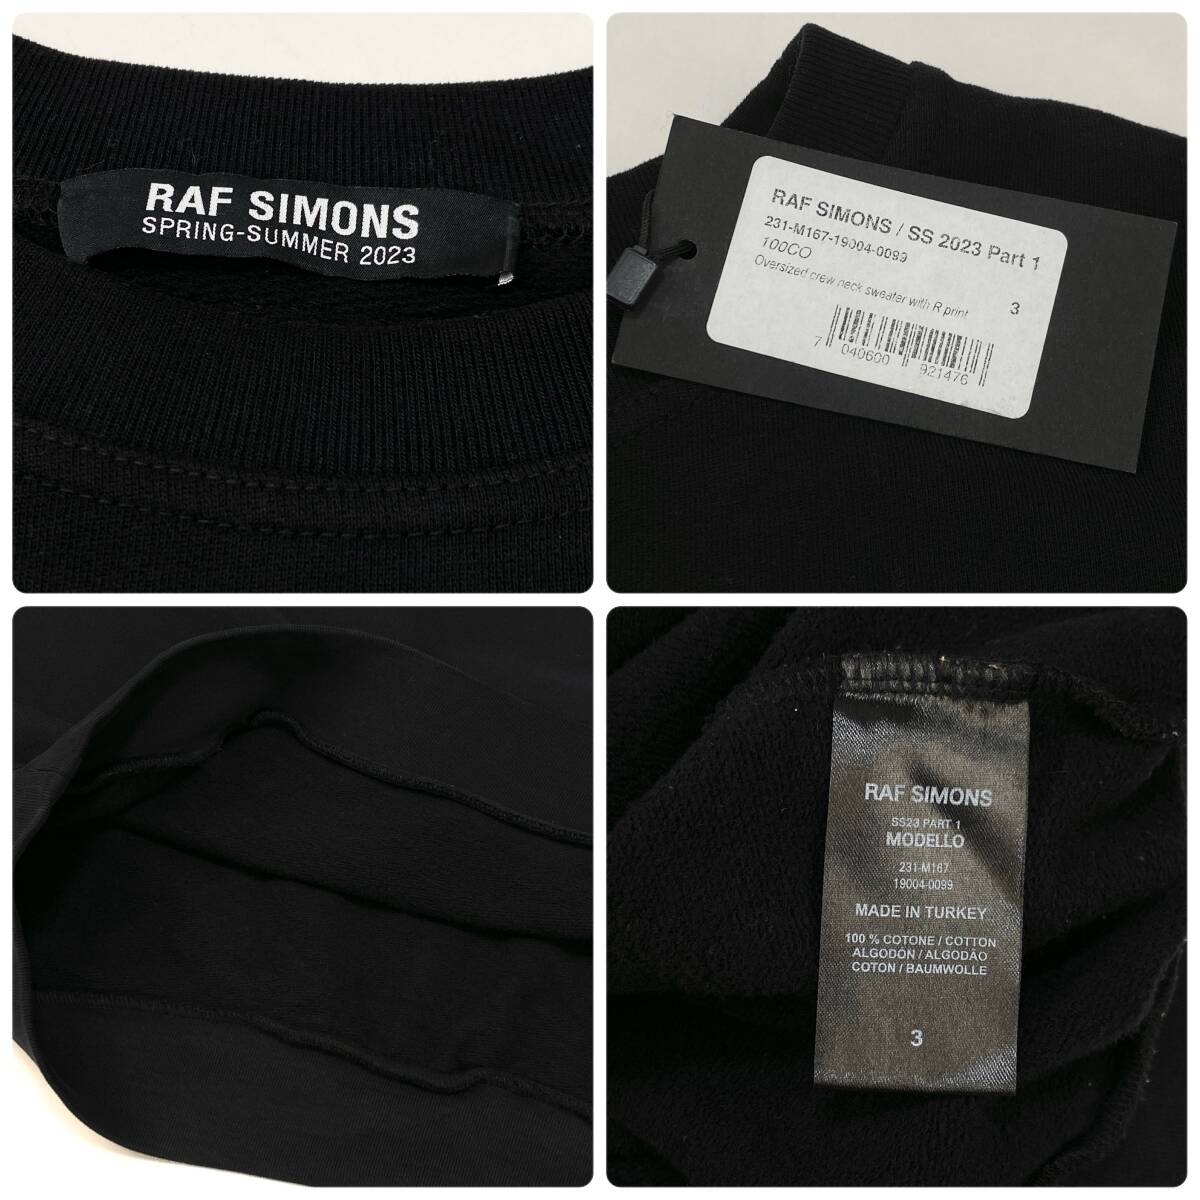 RAF SIMONS
SPRING-SUMMER 2023
RAF SIMONS / SS 2023 Part 1
231-M167-19004-0099
100CO
Oversized crew neck sweater with R print
3
7 040600 921476
RAF SIMONS
SS23 PART 1
MODELLO
231-M167
19004-0099
MADE IN TURKEY
100 % COTONE / COTTON
ALGODÓN / ALGODÃO
COTON / BAUMWOLLE
3